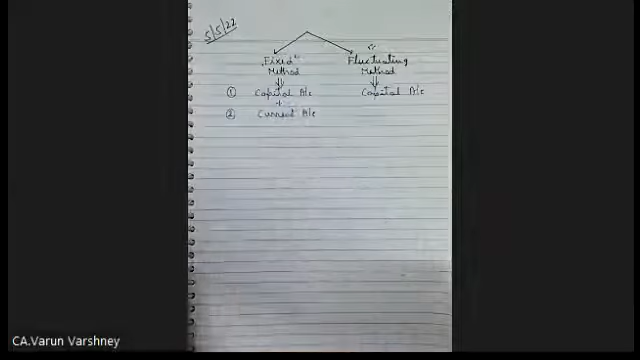 5/5/22
"Fixed" Fluctuating
Method Method
① Capital A/c Capital A/c
+
② Current A/c
CA.Varun Varshney